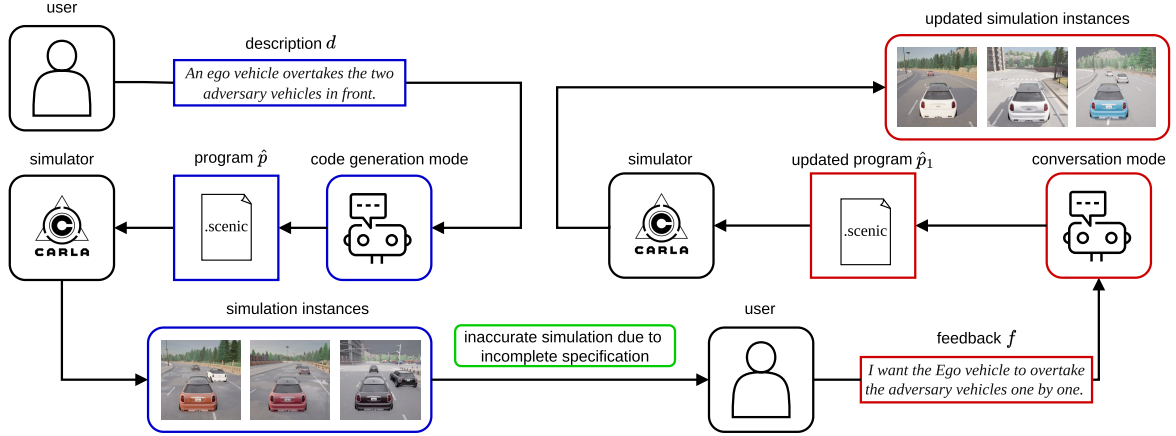 user
description d
An ego vehicle overtakes the two
adversary vehicles in front.
simulator
CARLA
program p̂
.scenic
code generation mode
simulation instances
inaccurate simulation due to
incomplete specification
user
feedback f
I want the Ego vehicle to overtake
the adversary vehicles one by one.
conversation mode
updated program p̂₁
.scenic
simulator
CARLA
updated simulation instances